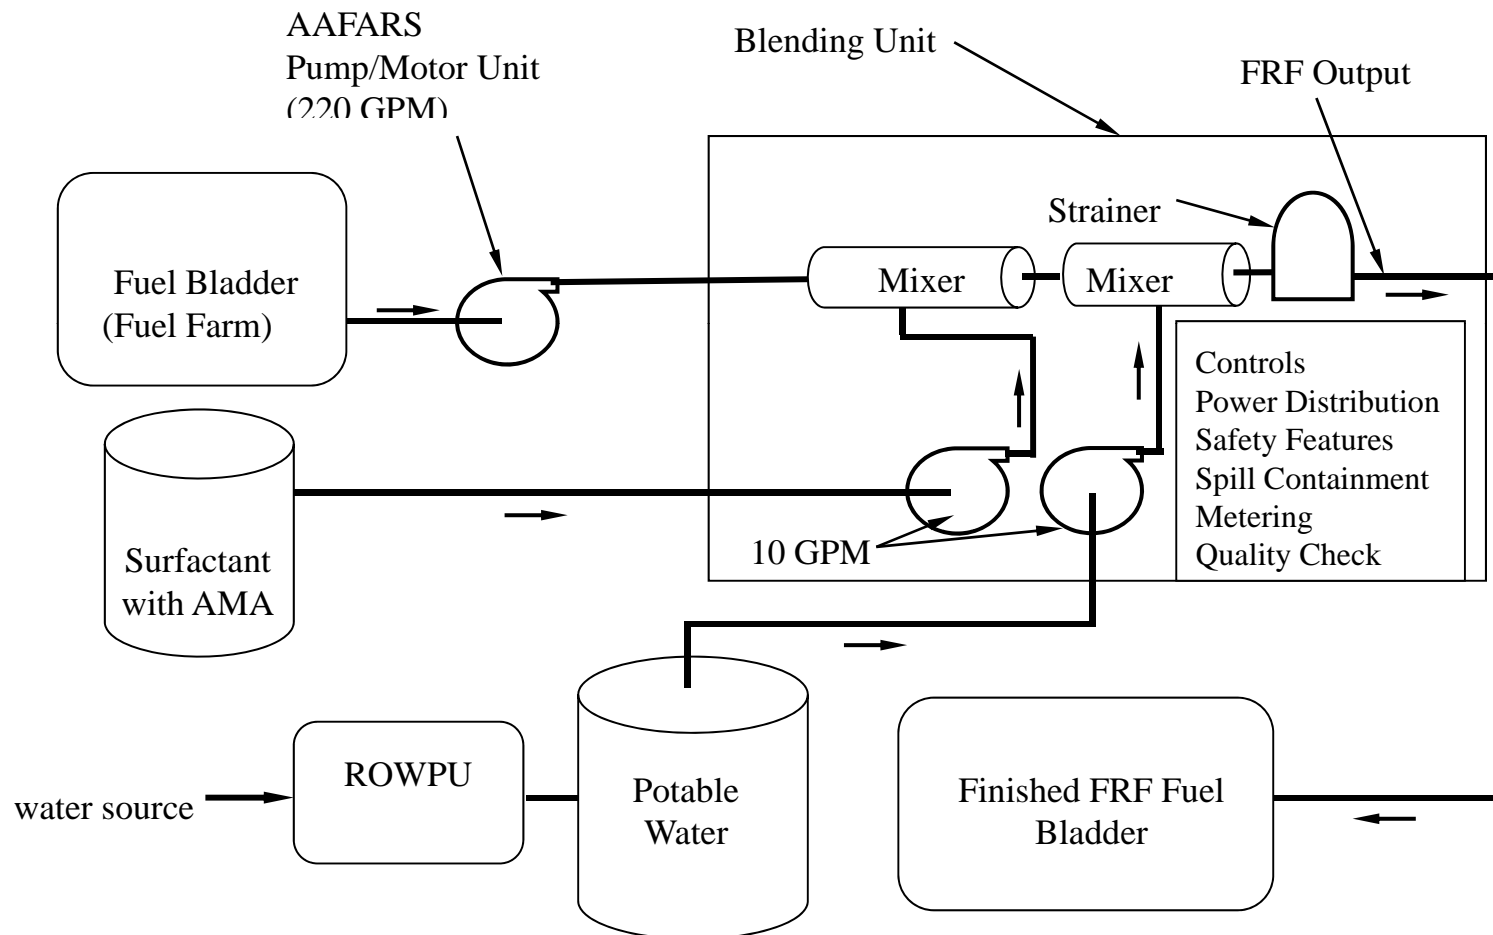 AAFARS
Pump/Motor Unit
(220 GPM)
Blending Unit
FRF Output
Strainer
Fuel Bladder
(Fuel Farm)
Mixer
Mixer
Controls
Power Distribution
Safety Features
Spill Containment
Metering
Quality Check
10 GPM
Surfactant
with AMA
ROWPU
water source
Potable
Water
Finished FRF Fuel
Bladder